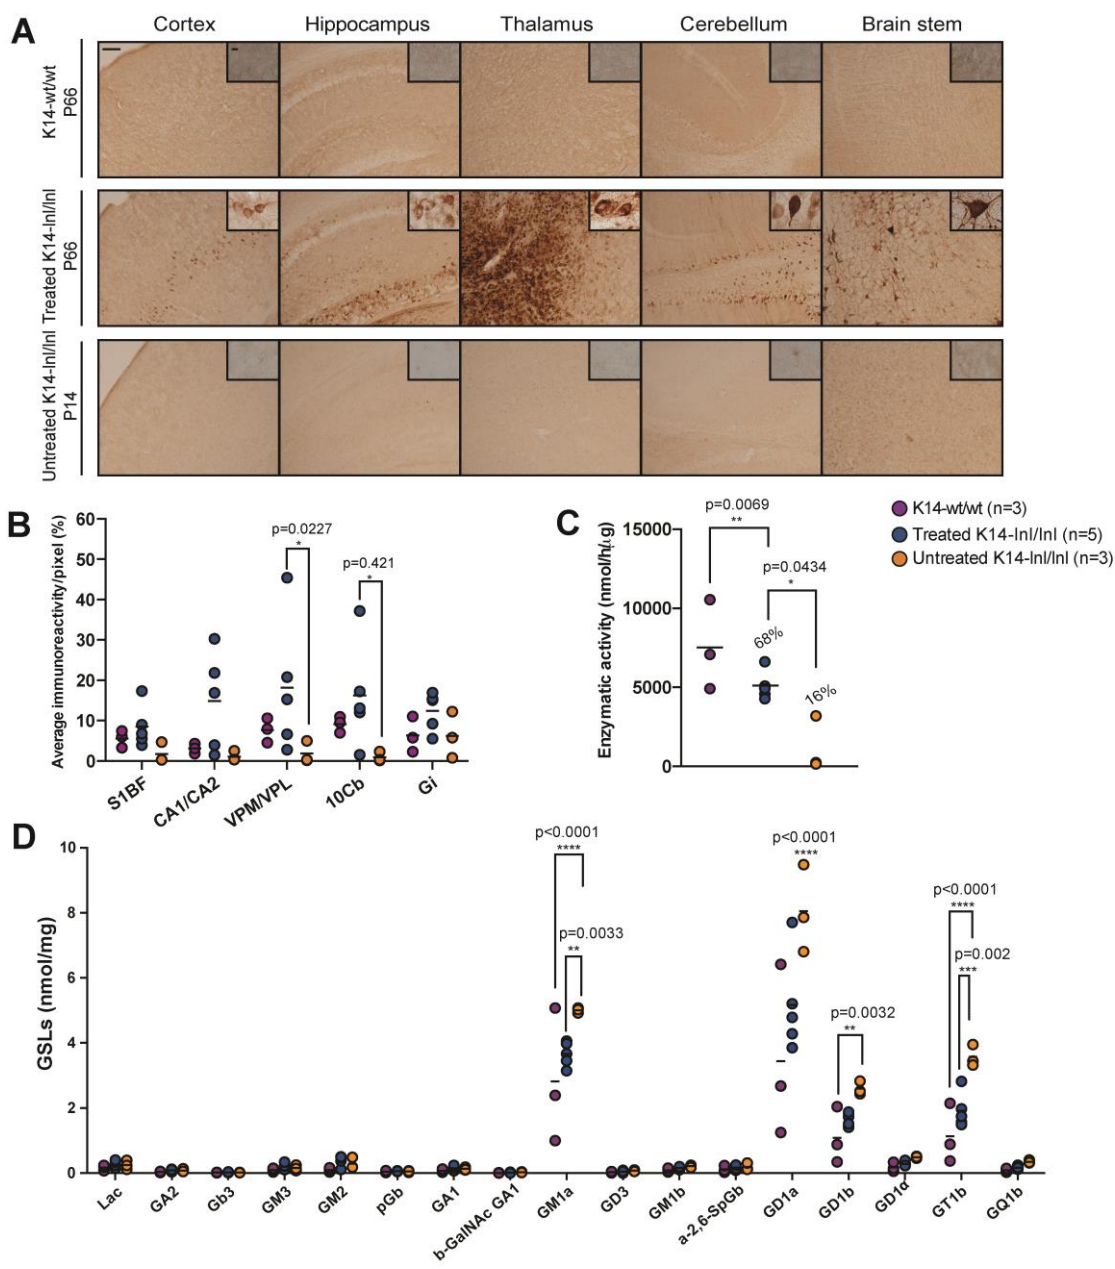 A
Cortex
Hippocampus
Thalamus
Cerebellum
Brain stem
K14-wt/wt
P66
Treated K14-lnl/lnl
P66
Untreated K14-lnl/lnl
P14
B
Average immunoreactivity/pixel (%)
60
50
40
30
20
10
0
p=0.0227
*
p=0.421
*
S1BF
CA1/CA2
VPM/VPL
10Cb
Gi
C
Enzymatic activity (nmol/h/µg)
15000
10000
5000
0
p=0.0069
**
p=0.0434
*
68%
16%
K14-wt/wt (n=3)
Treated K14-lnl/lnl (n=5)
Untreated K14-lnl/lnl (n=3)
D
GSLs (nmol/mg)
10
8
6
4
2
0
p<0.0001
****
p=0.0033
**
p<0.0001
****
p=0.0032
**
p<0.0001
****
p=0.002
***
Lac
GA2
Gb3
GM3
GM2
pGb
GA1
b-GalNAc GA1
GM1a
GD3
GM1b
a-2,6-SpGb
GD1a
GD1b
GD1α
GT1b
GQ1b